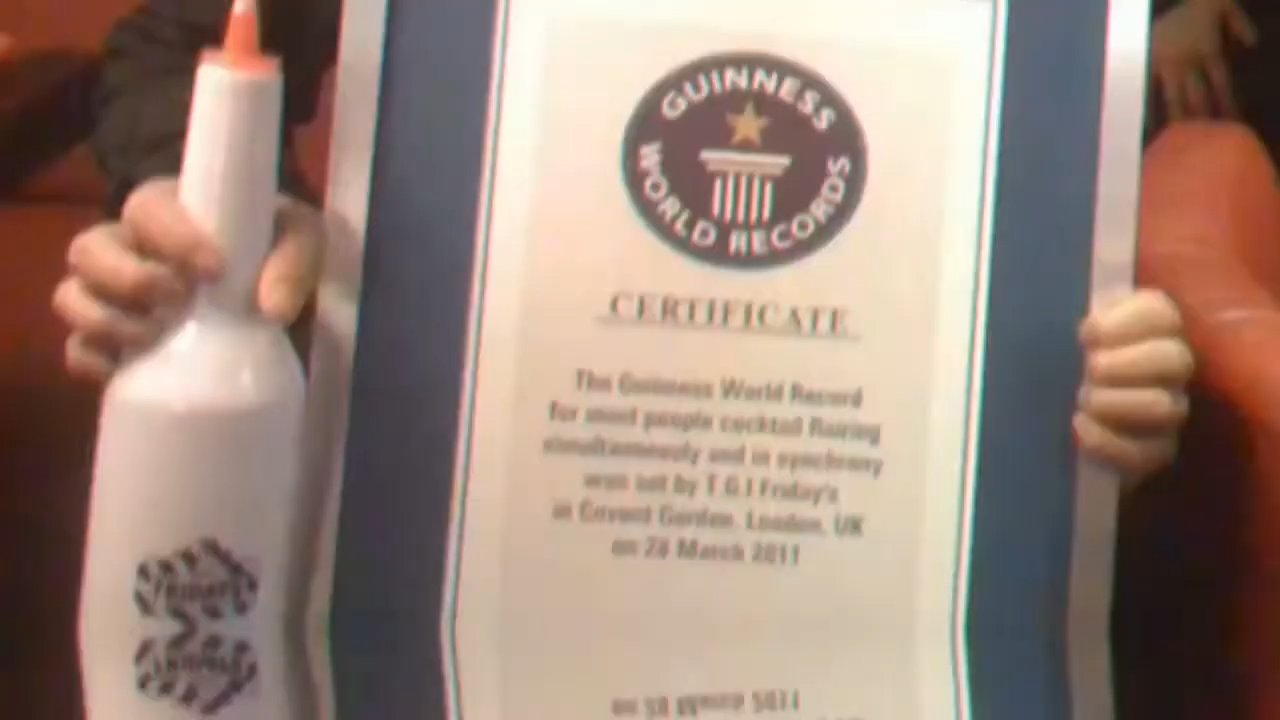 GUINNESS
WORLD RECORDS
CERTIFICATE
The Guinness World Record
for most people cocktail flairing
simultaneously and in synchrony
was set by T G I Friday's
in Covent Garden, London, UK
on 28 March 2011